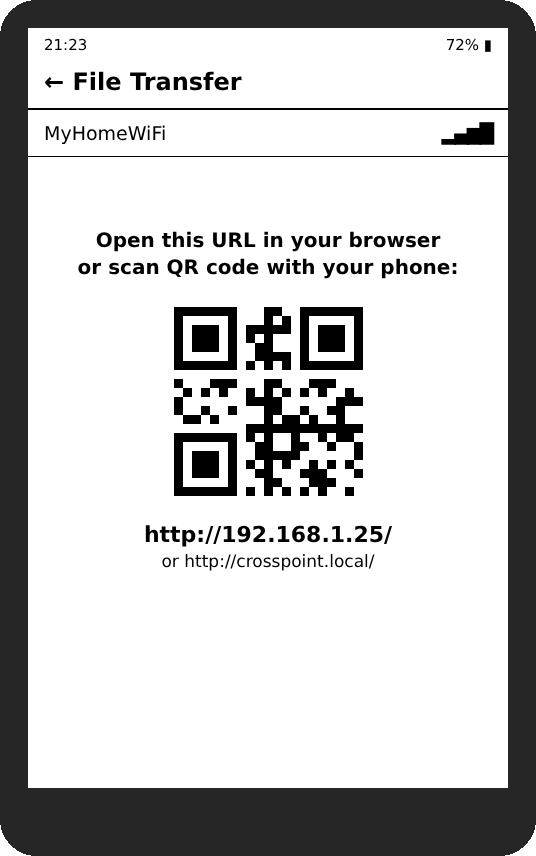 21:23 72%
← File Transfer
MyHomeWiFi
Open this URL in your browser
or scan QR code with your phone:
http://192.168.1.25/
or http://crosspoint.local/